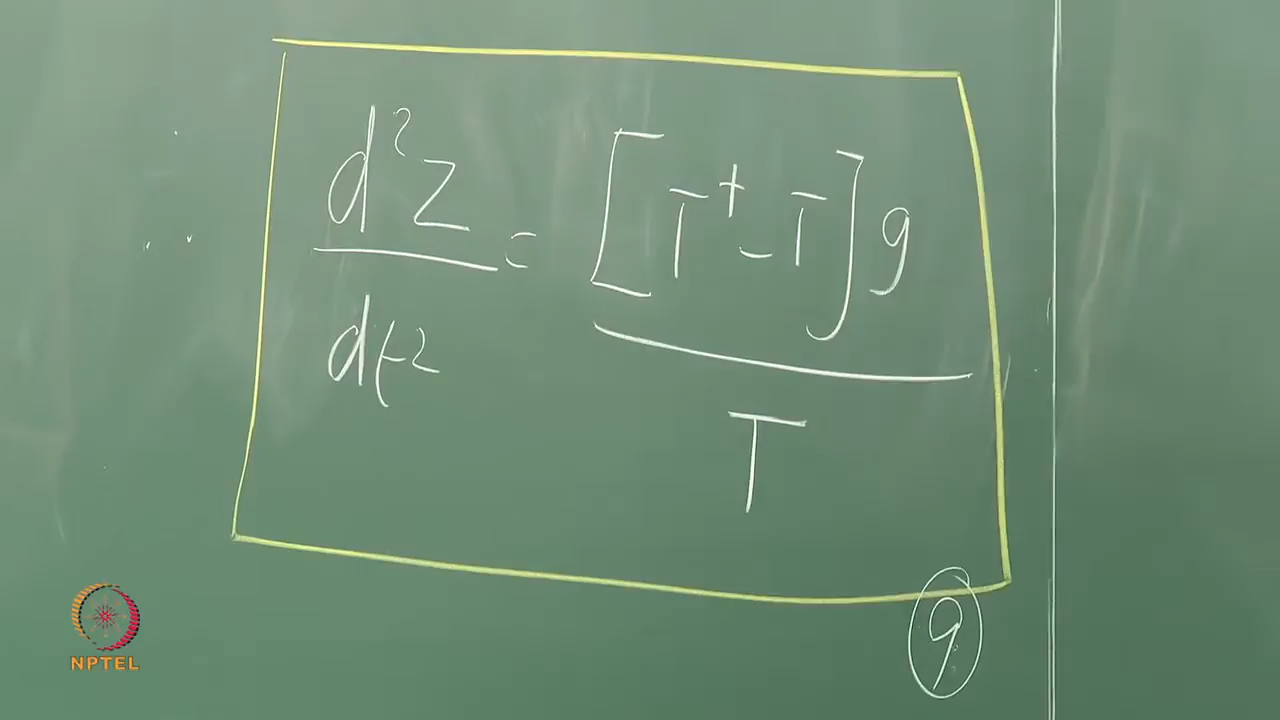 d²z/dt² = [T⁺ - T]g/T
9
NPTEL